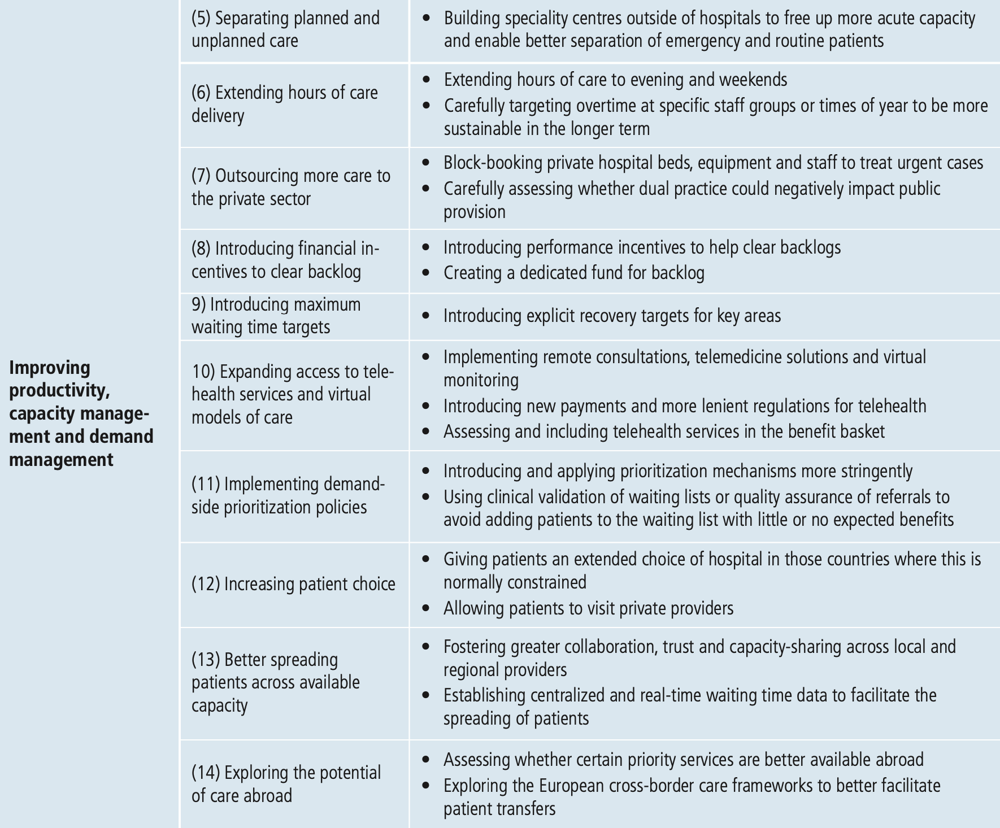 Improving
productivity,
capacity manage-
ment and demand
management
(5) Separating planned and
unplanned care
• Building speciality centres outside of hospitals to free up more acute capacity
and enable better separation of emergency and routine patients
(6) Extending hours of care
delivery
• Extending hours of care to evening and weekends
• Carefully targeting overtime at specific staff groups or times of year to be more
sustainable in the longer term
(7) Outsourcing more care to
the private sector
• Block-booking private hospital beds, equipment and staff to treat urgent cases
• Carefully assessing whether dual practice could negatively impact public
provision
(8) Introducing financial in-
centives to clear backlog
• Introducing performance incentives to help clear backlogs
• Creating a dedicated fund for backlog
9) Introducing maximum
waiting time targets
• Introducing explicit recovery targets for key areas
10) Expanding access to tele-
health services and virtual
models of care
• Implementing remote consultations, telemedicine solutions and virtual
monitoring
• Introducing new payments and more lenient regulations for telehealth
• Assessing and including telehealth services in the benefit basket
(11) Implementing demand-
side prioritization policies
• Introducing and applying prioritization mechanisms more stringently
• Using clinical validation of waiting lists or quality assurance of referrals to
avoid adding patients to the waiting list with little or no expected benefits
(12) Increasing patient choice
• Giving patients an extended choice of hospital in those countries where this is
normally constrained
• Allowing patients to visit private providers
(13) Better spreading
patients across available
capacity
• Fostering greater collaboration, trust and capacity-sharing across local and
regional providers
• Establishing centralized and real-time waiting time data to facilitate the
spreading of patients
(14) Exploring the potential
of care abroad
• Assessing whether certain priority services are better available abroad
• Exploring the European cross-border care frameworks to better facilitate
patient transfers